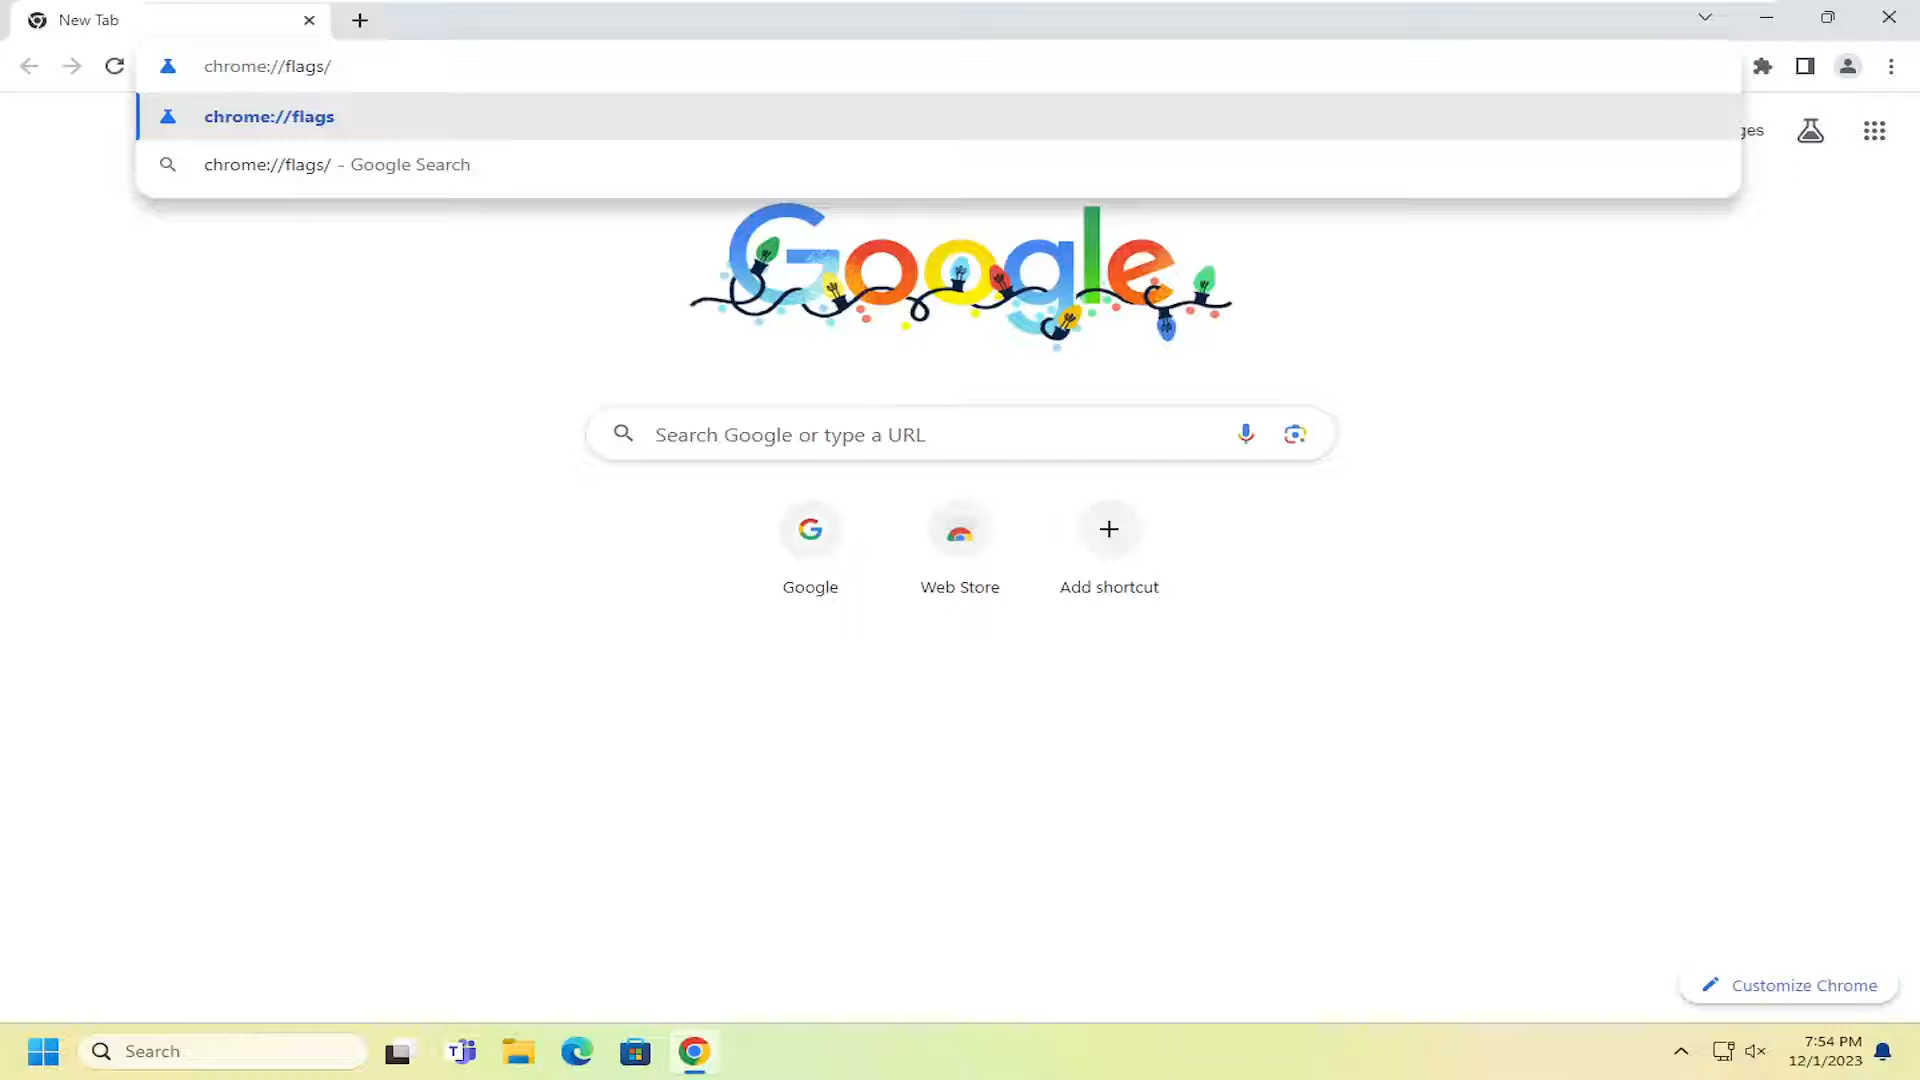 New Tab
chrome://flags/
chrome://flags
chrome://flags/ - Google Search
ges
Google
Search Google or type a URL
Google
Web Store
Add shortcut
Customize Chrome
Search
7:54 PM
12/1/2023